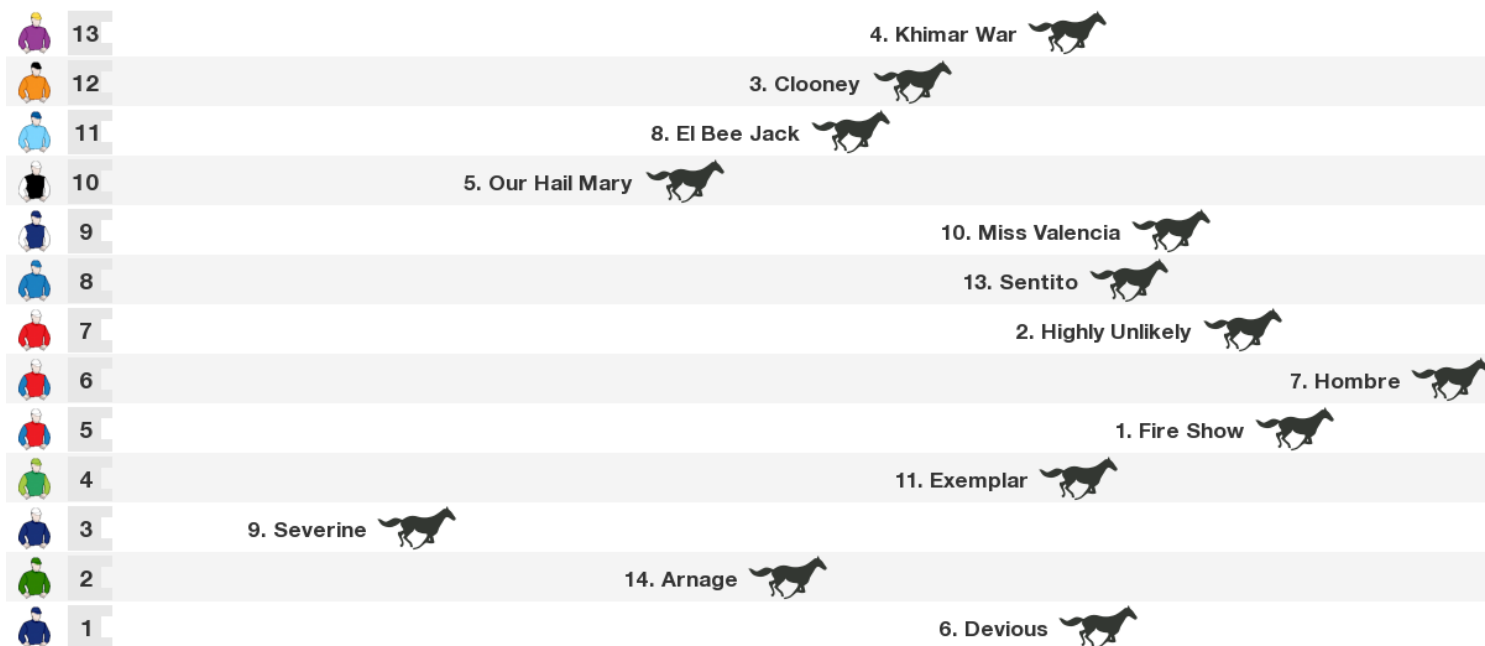 13 4. Khimar War
12 3. Clooney
11 8. El Bee Jack
10 5. Our Hail Mary
9 10. Miss Valencia
8 13. Sentito
7 2. Highly Unlikely
6 7. Hombre
5 1. Fire Show
4 11. Exemplar
3 9. Severine
2 14. Arnage
1 6. Devious